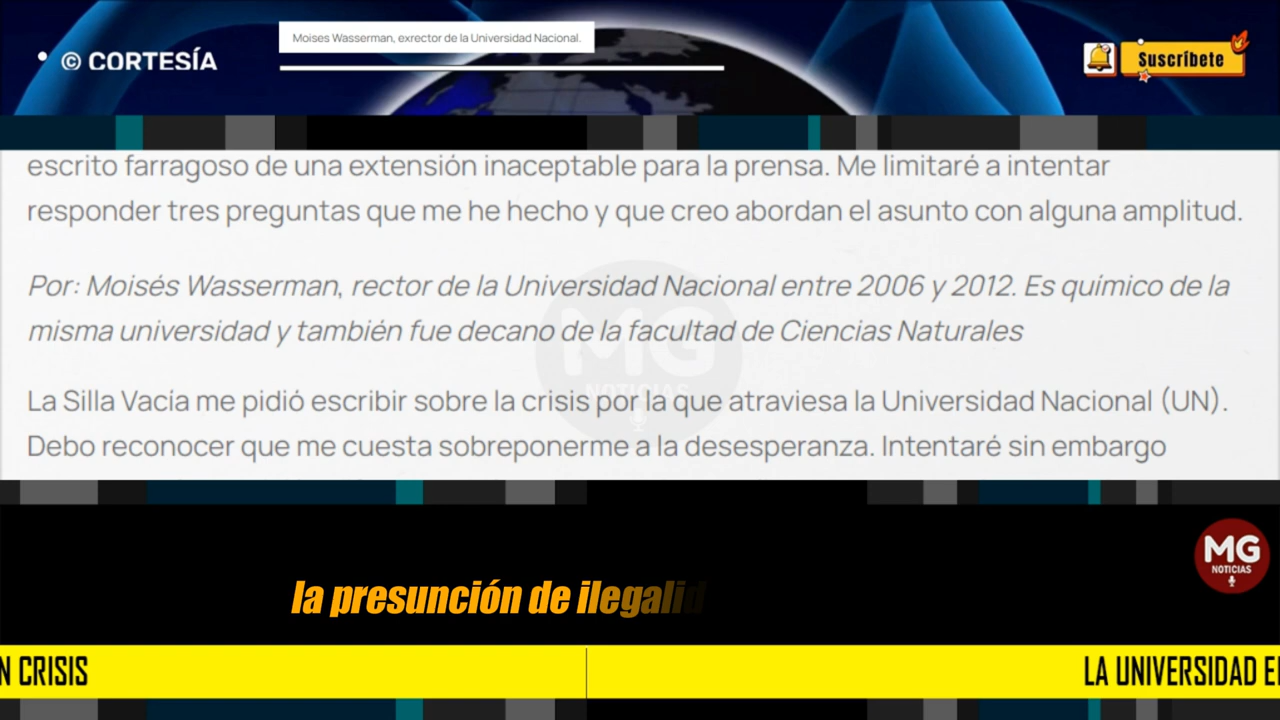 © CORTESÍA
Moises Wasserman, exrector de la Universidad Nacional.
Suscríbete
escrito farragoso de una extensión inaceptable para la prensa. Me limitaré a intentar
responder tres preguntas que me he hecho y que creo abordan el asunto con alguna amplitud.
Por: Moisés Wasserman, rector de la Universidad Nacional entre 2006 y 2012. Es químico de la
misma universidad y también fue decano de la facultad de Ciencias Naturales
MG
NOTICIAS
La Silla Vacía me pidió escribir sobre la crisis por la que atraviesa la Universidad Nacional (UN).
Debo reconocer que me cuesta sobreponerme a la desesperanza. Intentaré sin embargo
MG
NOTICIAS
la presunción de ilegalid
N CRISIS
LA UNIVERSIDAD E